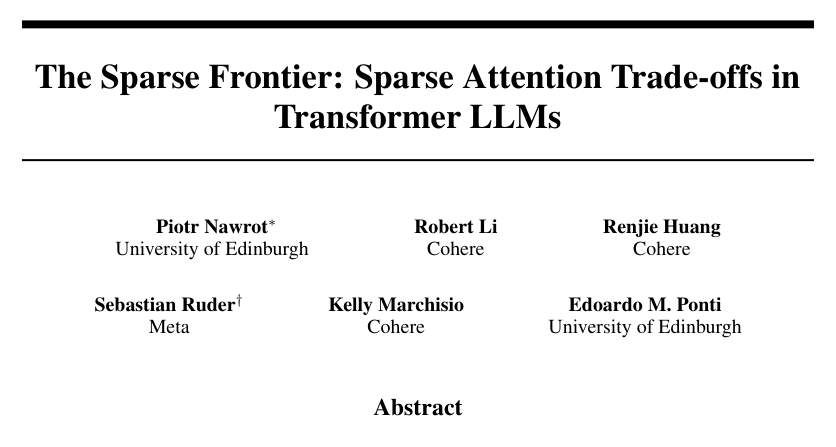 The Sparse Frontier: Sparse Attention Trade-offs in
Transformer LLMs
Piotr Nawrot* Robert Li Renjie Huang
University of Edinburgh Cohere Cohere
Sebastian Ruder† Kelly Marchisio Edoardo M. Ponti
Meta Cohere University of Edinburgh
Abstract